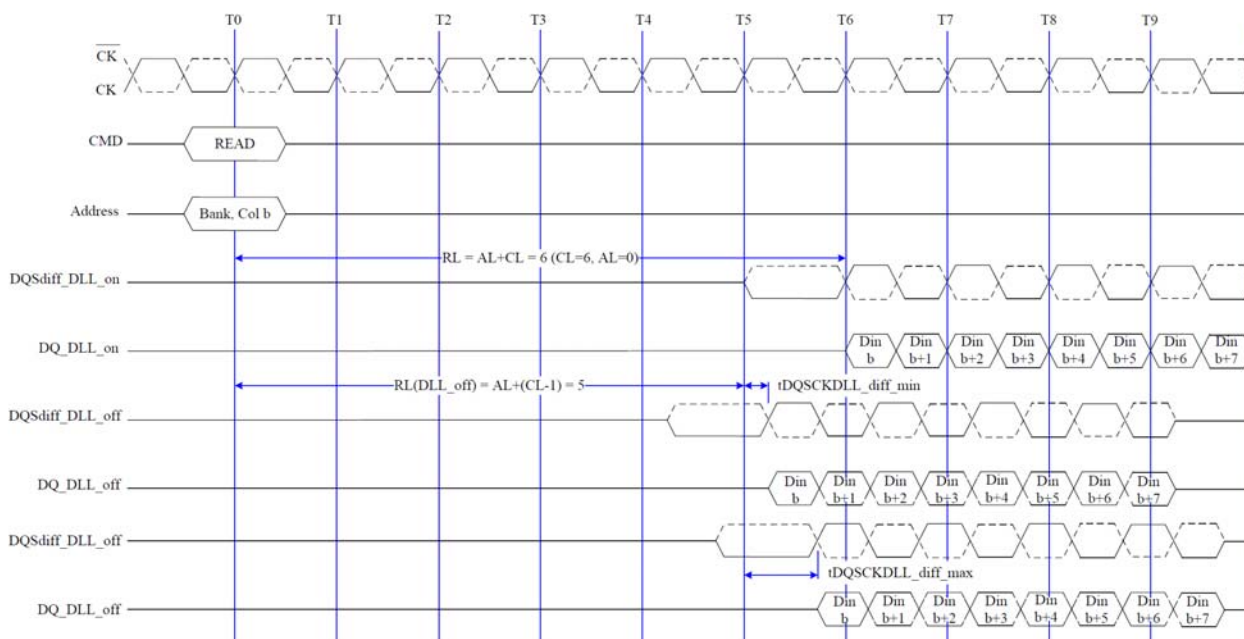 T0 T1 T2 T3 T4 T5 T6 T7 T8 T9
CK
CK
CMD READ
Address Bank, Col b
RL = AL+CL = 6 (CL=6, AL=0)
DQSdiff_DLL_on
DQ_DLL_on Din b Din b+1 Din b+2 Din b+3 Din b+4 Din b+5 Din b+6 Din b+7
RL(DLL_off) = AL+(CL-1) = 5 tDQSCKDLL_diff_min
DQSdiff_DLL_off
DQ_DLL_off Din b Din b+1 Din b+2 Din b+3 Din b+4 Din b+5 Din b+6 Din b+7
DQSdiff_DLL_off
tDQSCKDLL_diff_max
DQ_DLL_off Din b Din b+1 Din b+2 Din b+3 Din b+4 Din b+5 Din b+6 Din b+7